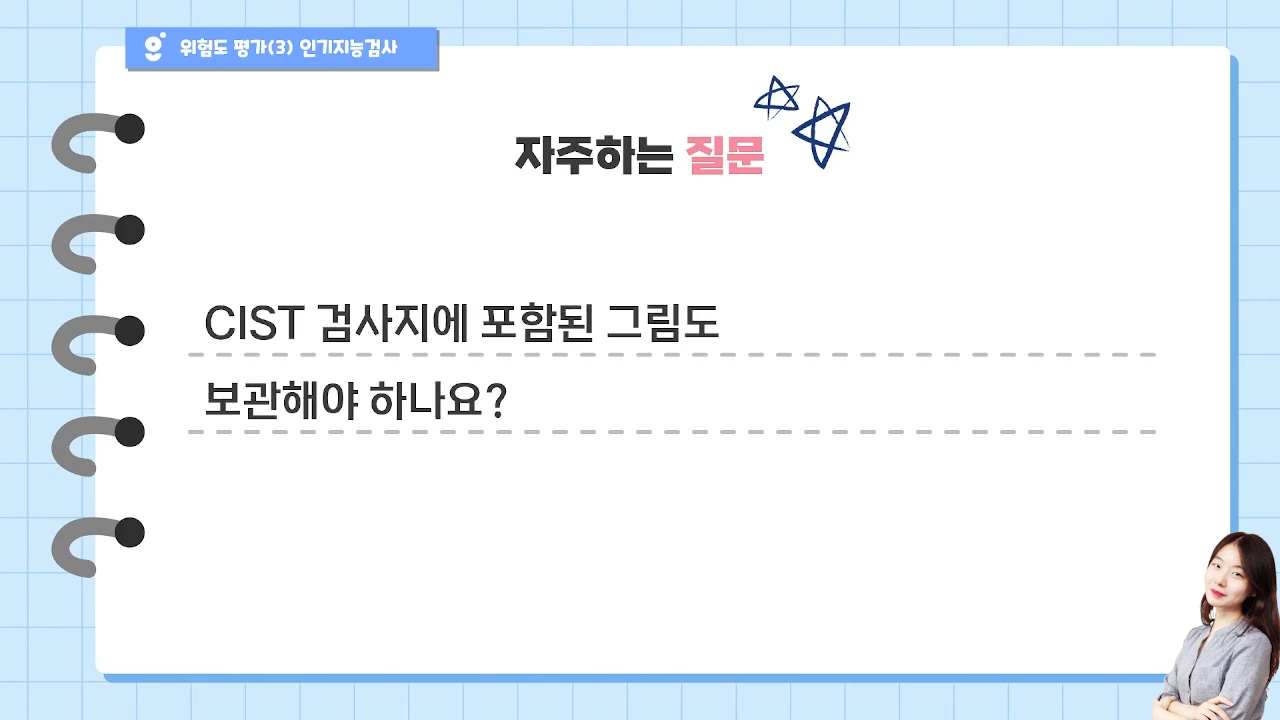 위험도 평가(3) 인기지능검사
자주하는 질문
CIST 검사지에 포함된 그림도
보관해야 하나요?